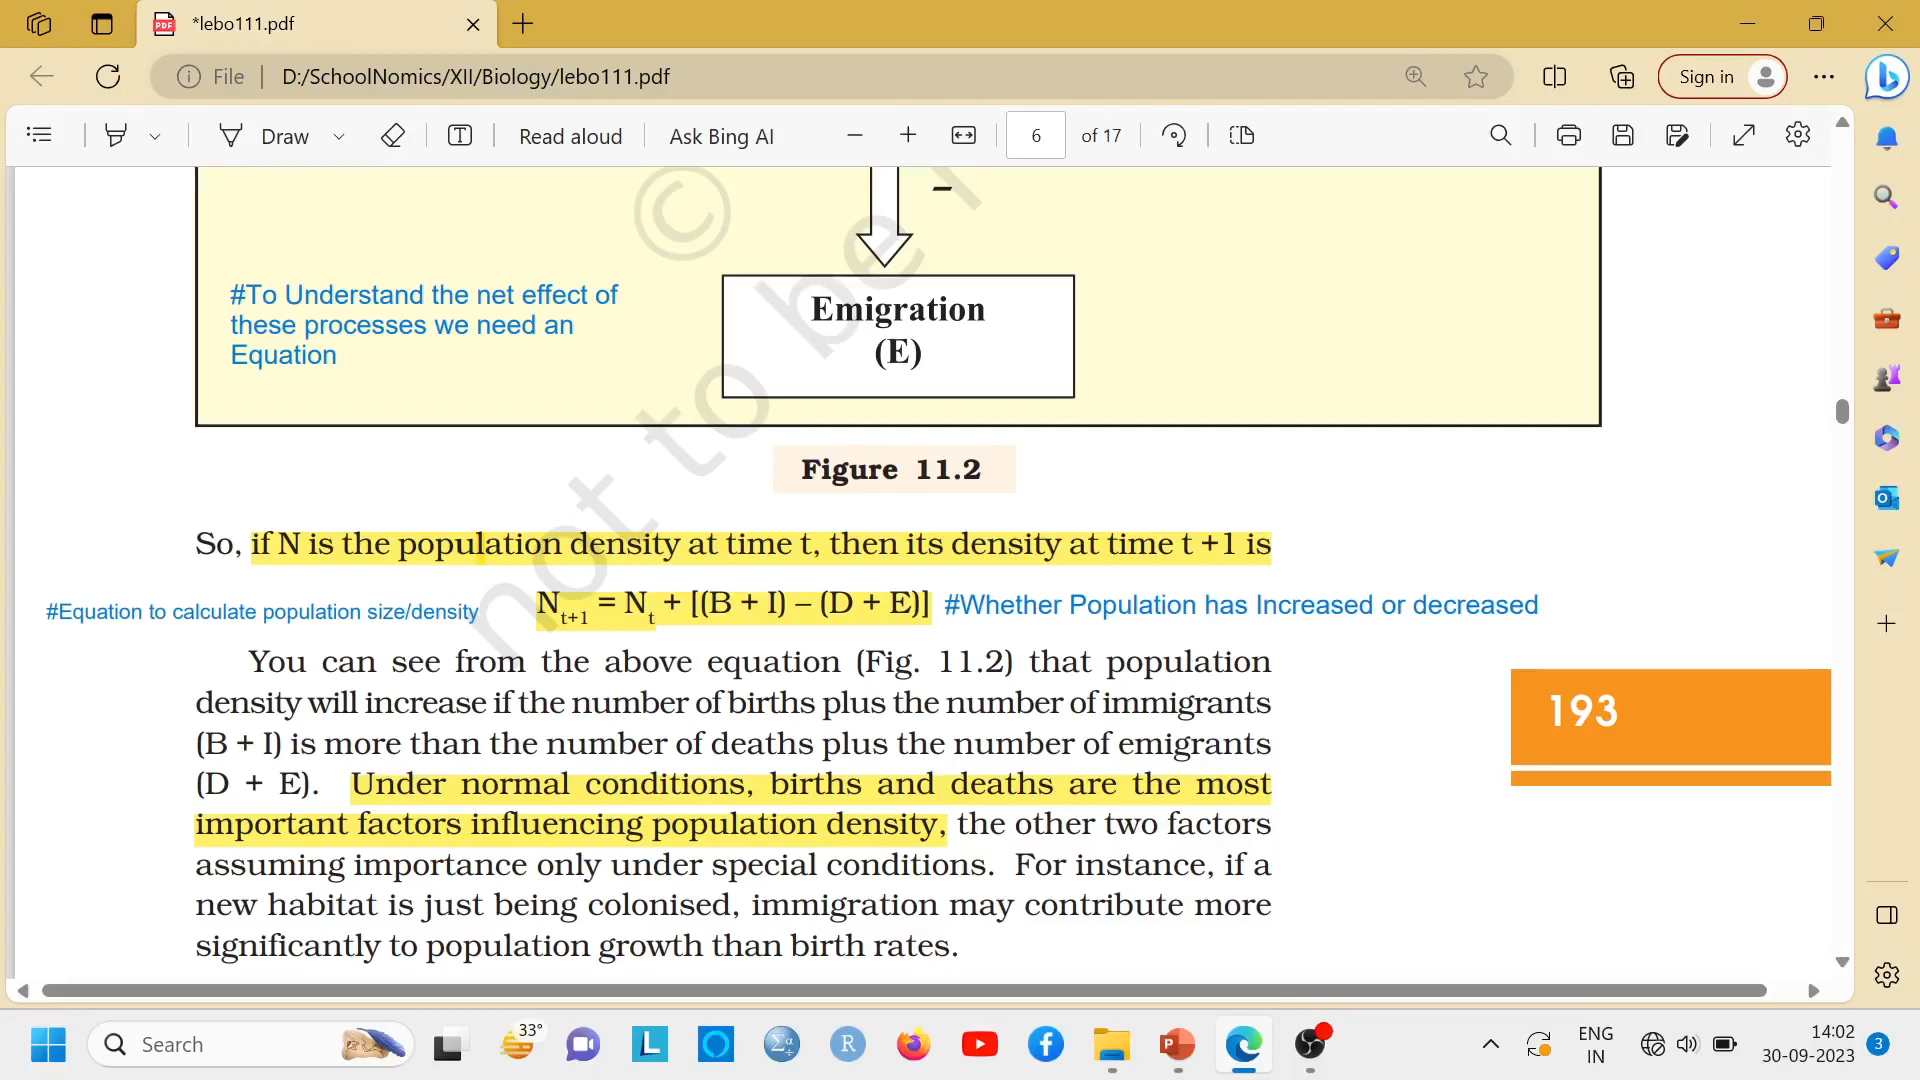 *lebo111.pdf
File
D:/SchoolNomics/XII/Biology/lebo111.pdf
Sign in
Draw
Read aloud
Ask Bing AI
6 of 17
–
© not to be r
#To Understand the net effect of
these processes we need an
Equation
Emigration
(E)
Figure 11.2
So, if N is the population density at time t, then its density at time t +1 is
#Equation to calculate population size/density
Nt+1 = Nt + [(B + I) – (D + E)] #Whether Population has Increased or decreased
You can see from the above equation (Fig. 11.2) that population
density will increase if the number of births plus the number of immigrants
(B + I) is more than the number of deaths plus the number of emigrants
(D + E). Under normal conditions, births and deaths are the most
important factors influencing population density, the other two factors
assuming importance only under special conditions. For instance, if a
new habitat is just being colonised, immigration may contribute more
significantly to population growth than birth rates.
193
Search
33°
ENG
IN
14:02
30-09-2023
3